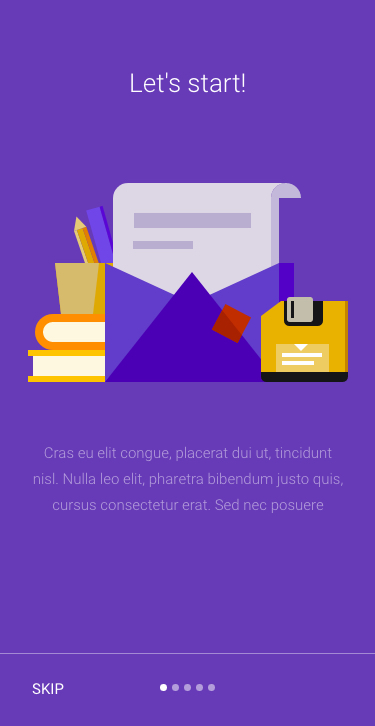 Let's start!
Cras eu elit congue, placerat dui ut, tincidunt
nisl. Nulla leo elit, pharetra bibendum justo quis,
cursus consectetur erat. Sed nec posuere
SKIP